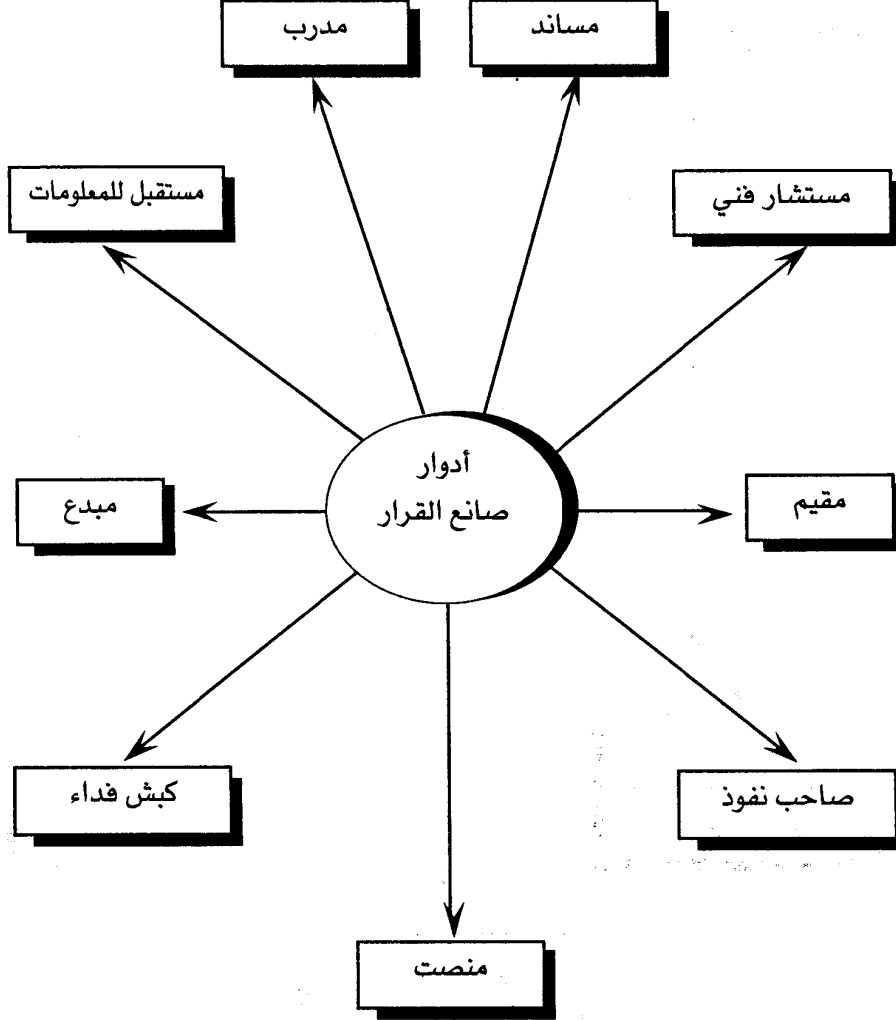 مساند
مدرب
مستشار فني
مستقبل للمعلومات
أدوار
صانع القرار
مقيم
مبدع
صاحب نفوذ
كبش فداء
منصت